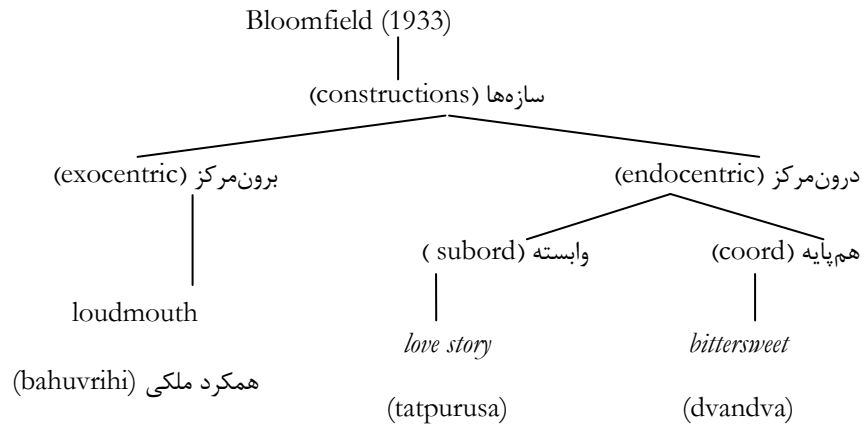 Bloomfield (1933)
سازه‌ها (constructions)
برون‌مرکز (exocentric)
درون‌مرکز (endocentric)
وابسته (subord )
هم‌پایه (coord)
loudmouth
love story
bittersweet
همکرد ملکی (bahuvrihi)
(tatpurusa)
(dvandva)